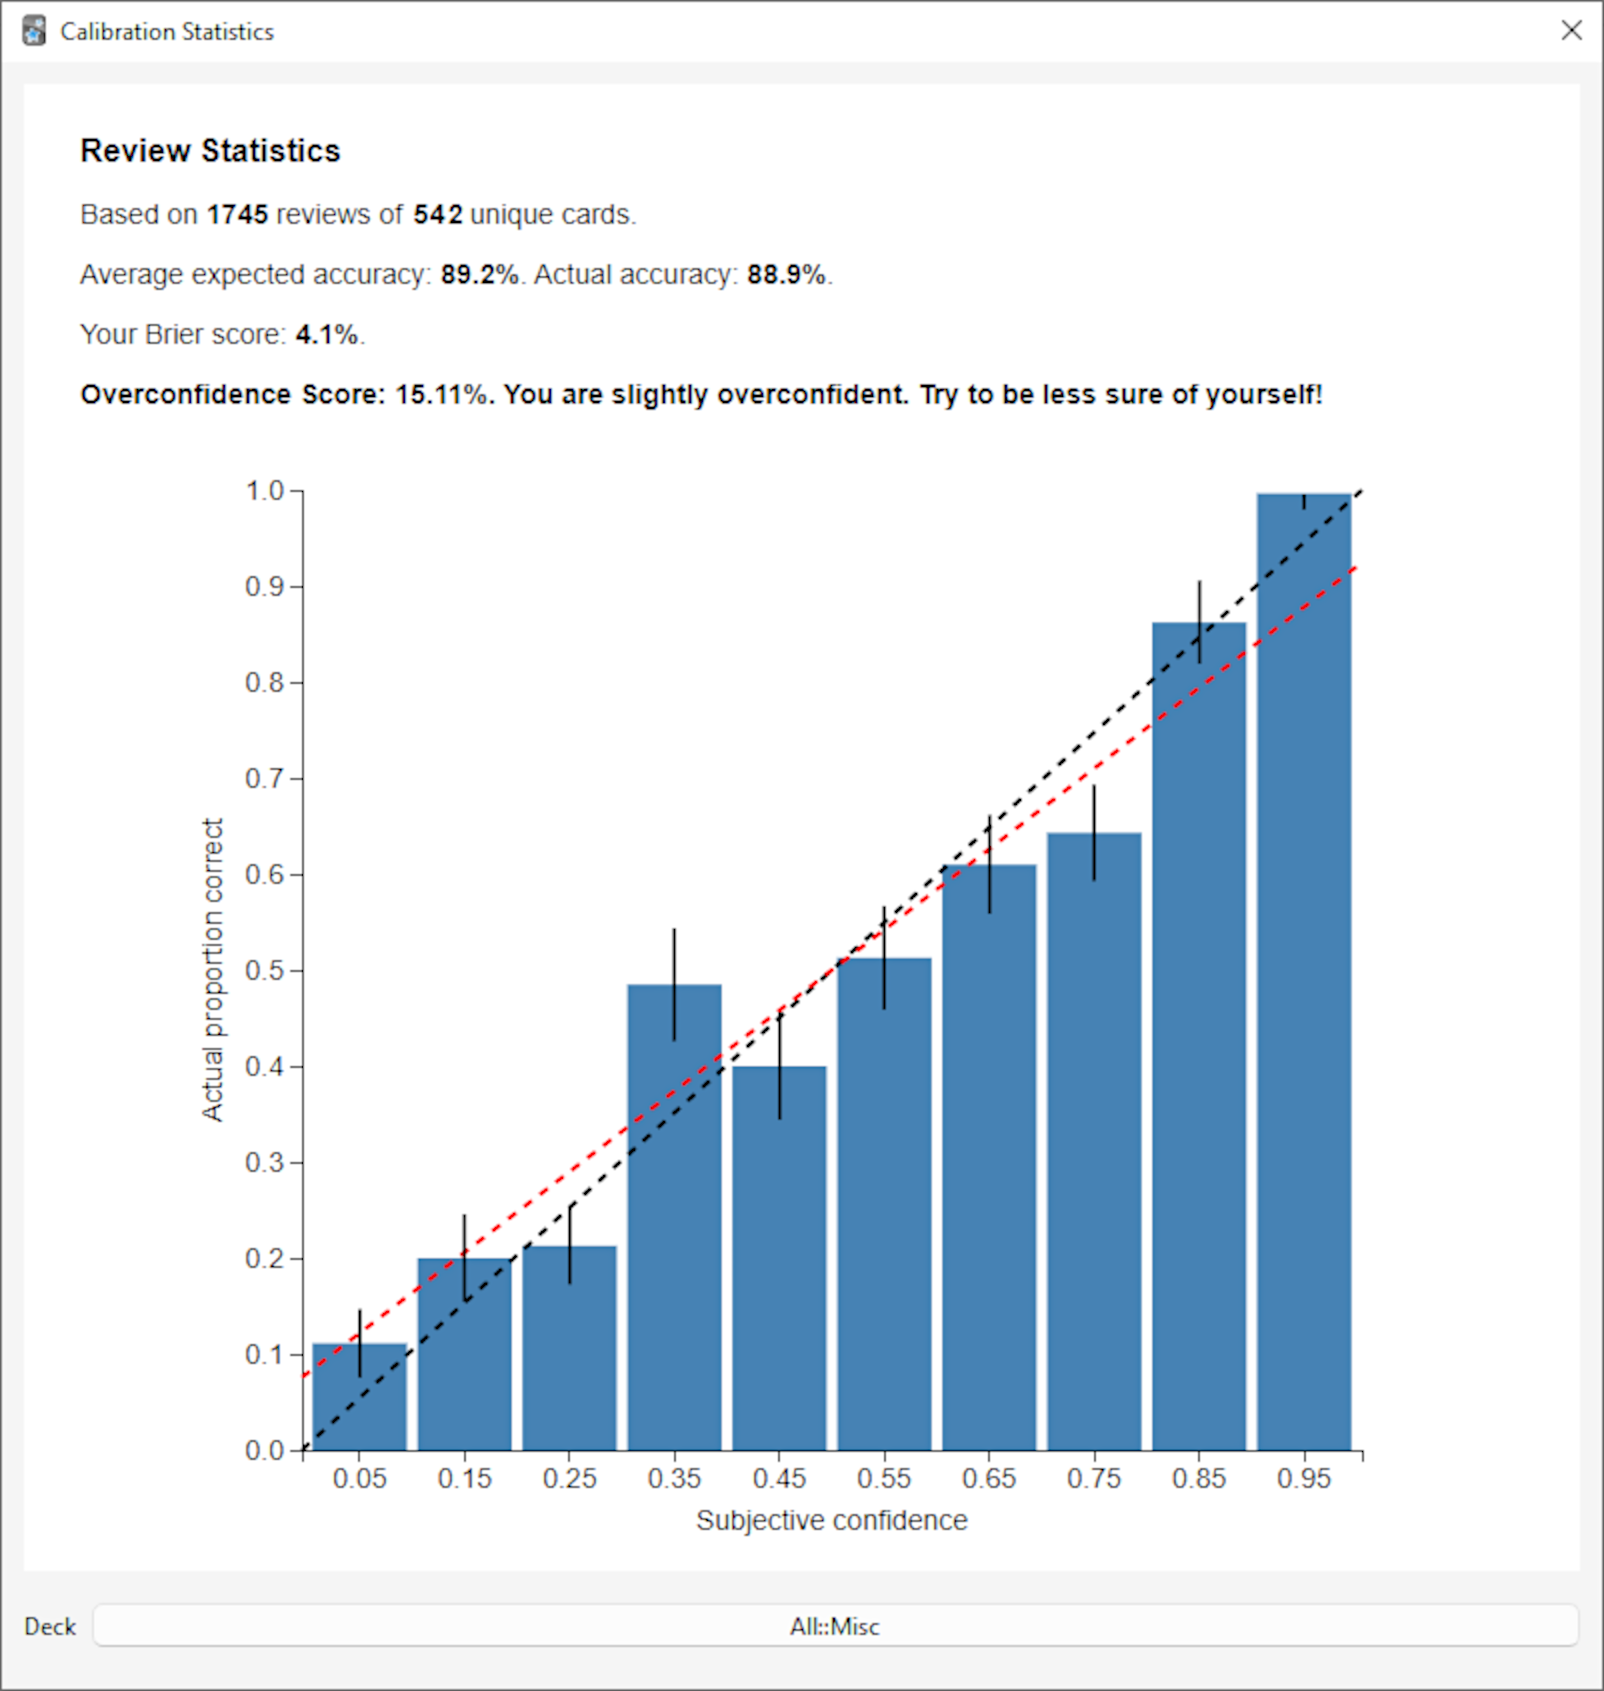 Calibration Statistics
Review Statistics
Based on 1745 reviews of 542 unique cards.
Average expected accuracy: 89.2%. Actual accuracy: 88.9%.
Your Brier score: 4.1%.
Overconfidence Score: 15.11%. You are slightly overconfident. Try to be less sure of yourself!
1.0
0.9
0.8
0.7
0.6
0.5
0.4
0.3
0.2
0.1
0.0
Actual proportion correct
0.05 0.15 0.25 0.35 0.45 0.55 0.65 0.75 0.85 0.95
Subjective confidence
Deck All::Misc